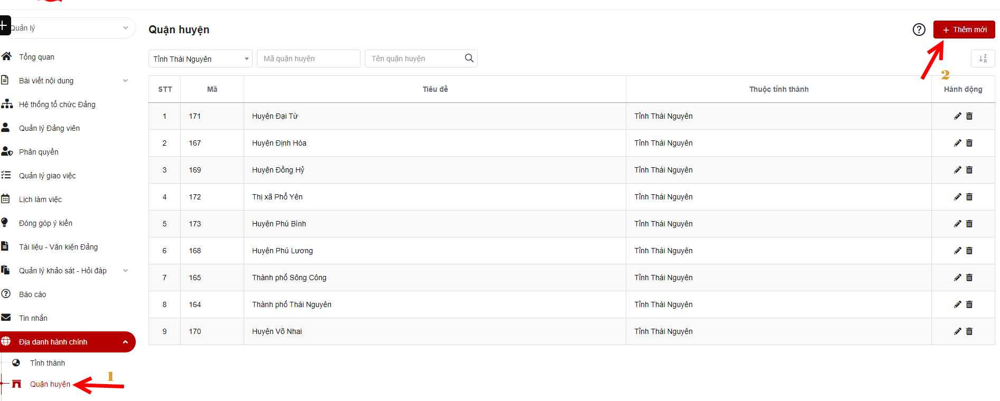 Quản lý
Tổng quan
Bài viết nội dung
Hệ thống tổ chức Đảng
Quản lý Đảng viên
Phân quyền
Quản lý giao việc
Lịch làm việc
Đóng góp ý kiến
Tài liệu - Văn kiện Đảng
Quản lý khảo sát - Hỏi đáp
Báo cáo
Tin nhắn
Địa danh hành chính
Tỉnh thành
Quận huyện
1
Quận huyện
Thêm mới
2
Tỉnh Thái Nguyên Mã quận huyện Tên quận huyện
Z
A
STT Mã Tiêu đề Thuộc tỉnh thành Hành động
1 171 Huyện Đại Từ Tỉnh Thái Nguyên
2 167 Huyện Định Hóa Tỉnh Thái Nguyên
3 169 Huyện Đồng Hỷ Tỉnh Thái Nguyên
4 172 Thị xã Phổ Yên Tỉnh Thái Nguyên
5 173 Huyện Phú Bình Tỉnh Thái Nguyên
6 168 Huyện Phú Lương Tỉnh Thái Nguyên
7 165 Thành phố Sông Công Tỉnh Thái Nguyên
8 164 Thành phố Thái Nguyên Tỉnh Thái Nguyên
9 170 Huyện Võ Nhai Tỉnh Thái Nguyên